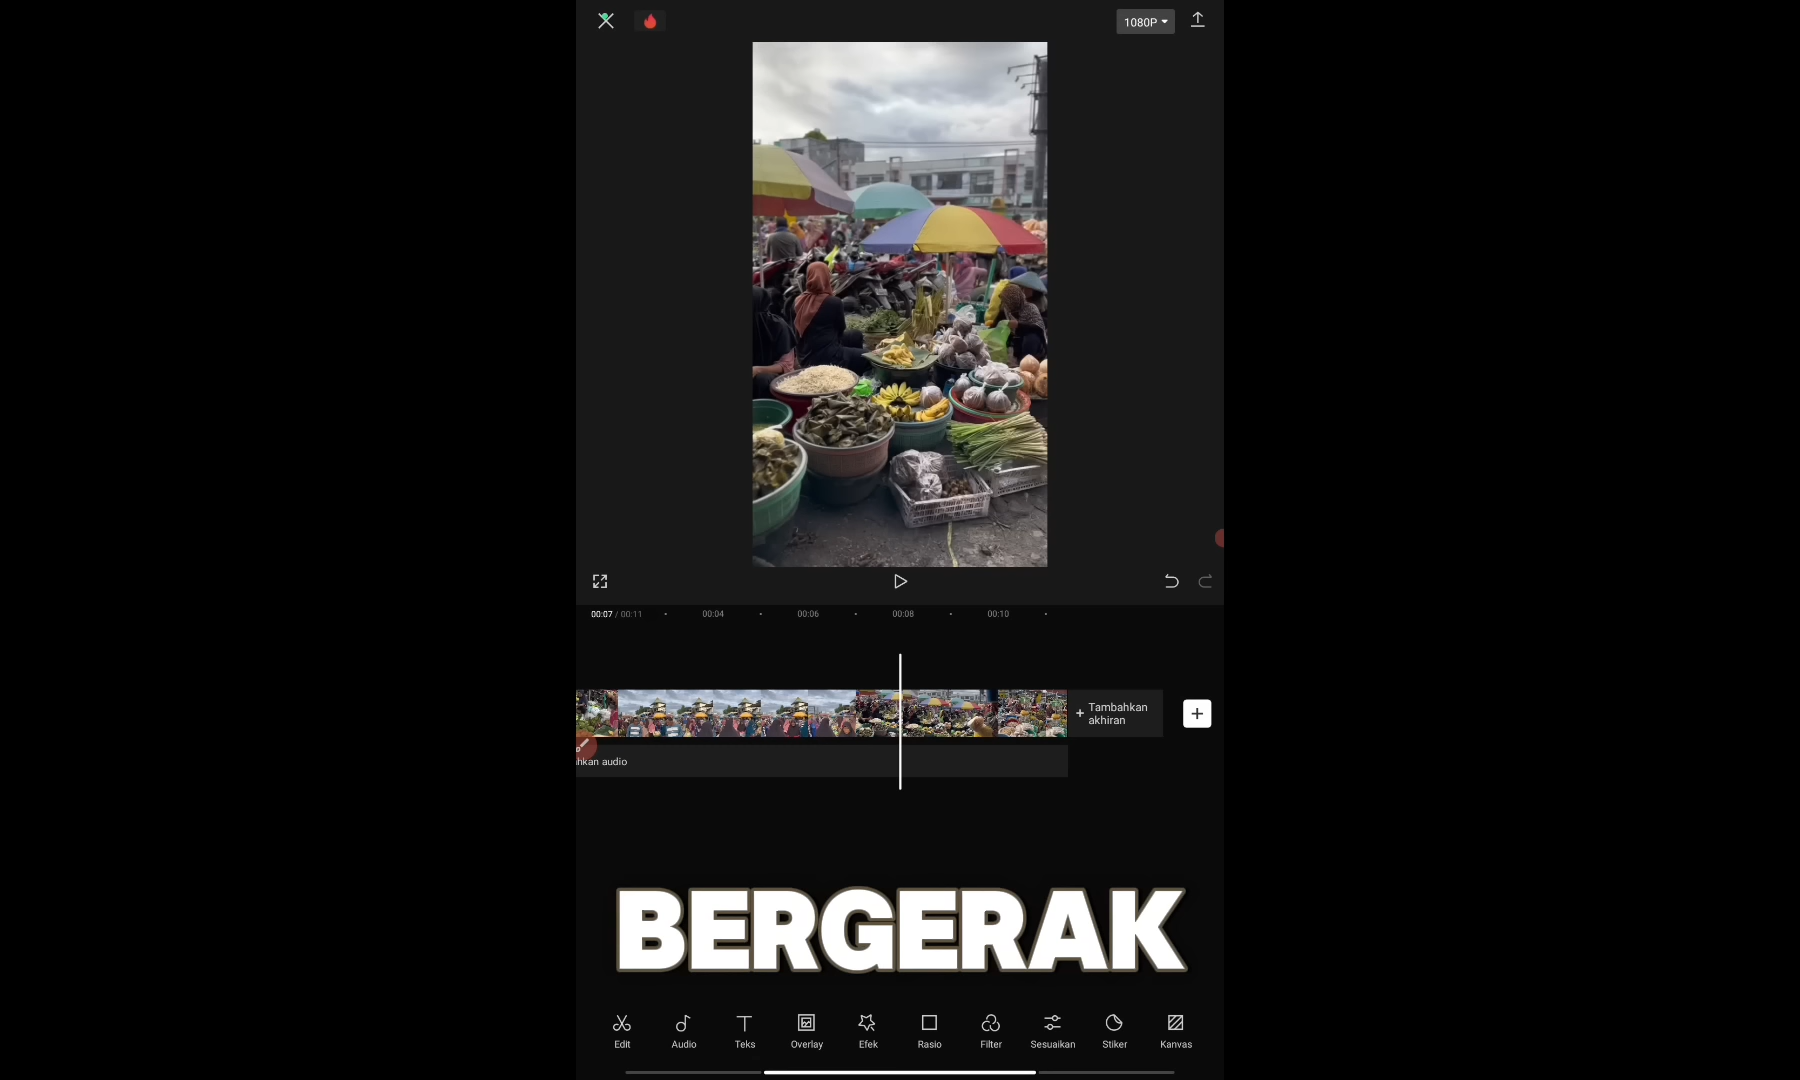 1080P
00:07 / 00:11
00:04
00:06
00:08
00:10
+ Tambahkan
akhiran
hkan audio
BERGERAK
Edit
Audio
Teks
Overlay
Efek
Rasio
Filter
Sesuaikan
Stiker
Kanvas